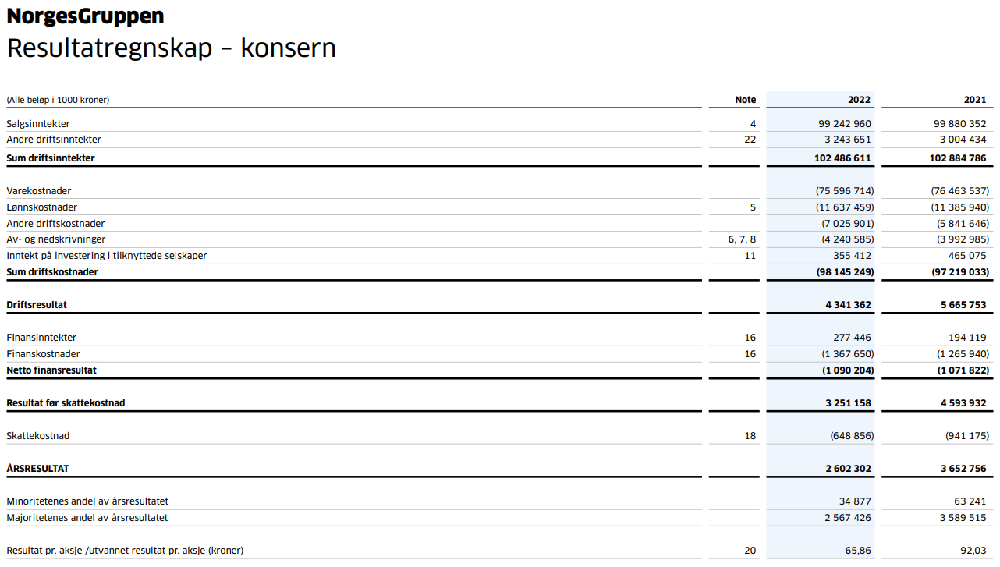 NorgesGruppen
Resultatregnskap – konsern
(Alle beløp i 1000 kroner) Note 2022 2021
Salgsinntekter 4 99 242 960 99 880 352
Andre driftsinntekter 22 3 243 651 3 004 434
Sum driftsinntekter 102 486 611 102 884 786
Varekostnader (75 596 714) (76 463 537)
Lønnskostnader 5 (11 637 459) (11 385 940)
Andre driftskostnader (7 025 901) (5 841 646)
Av- og nedskrivninger 6, 7, 8 (4 240 585) (3 992 985)
Inntekt på investering i tilknyttede selskaper 11 355 412 465 075
Sum driftskostnader (98 145 249) (97 219 033)
Driftsresultat 4 341 362 5 665 753
Finansinntekter 16 277 446 194 119
Finanskostnader 16 (1 367 650) (1 265 940)
Netto finansresultat (1 090 204) (1 071 822)
Resultat før skattekostnad 3 251 158 4 593 932
Skattekostnad 18 (648 856) (941 175)
ÅRSRESULTAT 2 602 302 3 652 756
Minoritetenes andel av årsresultatet 34 877 63 241
Majoritetenes andel av årsresultatet 2 567 426 3 589 515
Resultat pr. aksje /utvannet resultat pr. aksje (kroner) 20 65,86 92,03